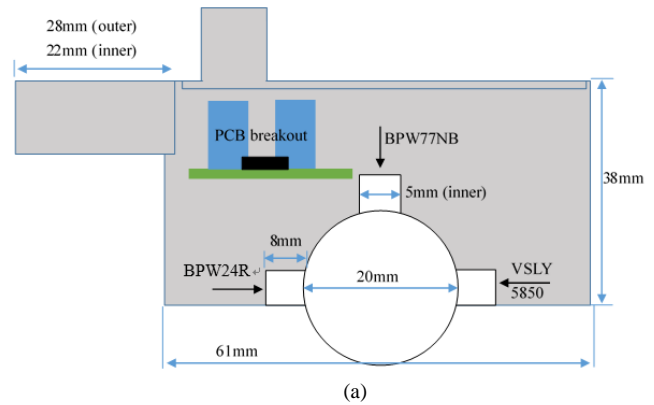 28mm (outer)
22mm (inner)
PCB breakout
BPW77NB
5mm (inner)
38mm
8mm
BPW24R
20mm
VSLY
5850
61mm
(a)